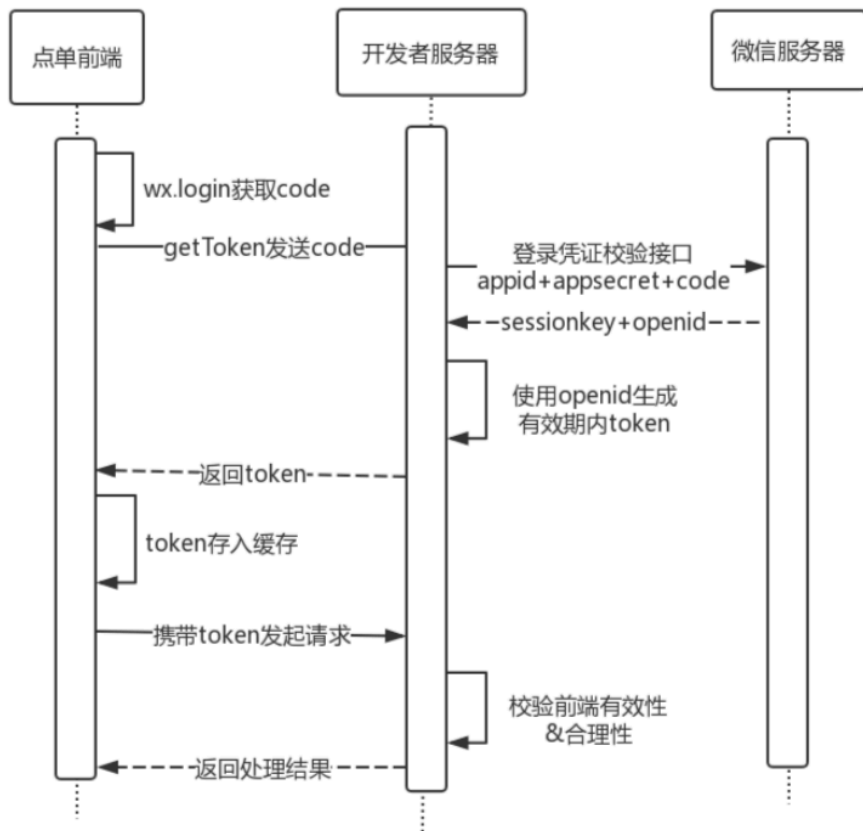 点单前端
开发者服务器
微信服务器
wx.login获取code
getToken发送code
登录凭证校验接口
appid+appsecret+code
sessionkey+openid
使用openid生成
有效期内token
返回token
token存入缓存
携带token发起请求
校验前端有效性
&合理性
返回处理结果